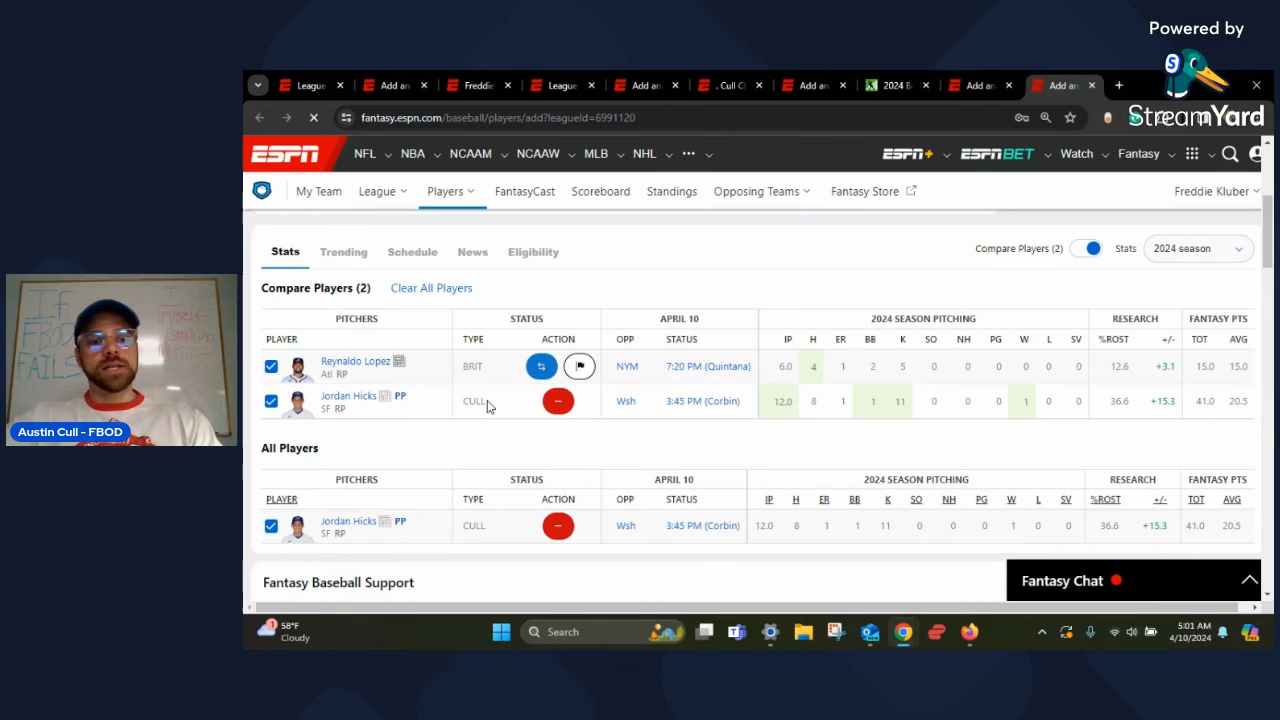 Powered by
S
StreamYard
League
Add an
Freddie
League
Add an
. Cull Cl
Add an
2024 B
Add an
Add an
fantasy.espn.com/baseball/players/add?leagueId=6991120
ESPN NFL NBA NCAAM NCAAW MLB NHL ••• ESPN+ ESPNBET Watch Fantasy
My Team League Players FantasyCast Scoreboard Standings Opposing Teams Fantasy Store Freddie Kluber
Stats Trending Schedule News Eligibility Compare Players (2) Stats 2024 season
Compare Players (2) Clear All Players
PITCHERS STATUS APRIL 10 2024 SEASON PITCHING RESEARCH FANTASY PTS
PLAYER TYPE ACTION OPP STATUS IP H ER BB K SO NH PG W L SV %ROST +/- TOT AVG
Reynaldo Lopez BRIT NYM 7:20 PM (Quintana) 6.0 4 1 2 5 0 0 0 0 0 0 12.6 +3.1 15.0 15.0
Atl RP
Jordan Hicks PP CULL Wsh 3:45 PM (Corbin) 12.0 8 1 1 11 0 0 0 1 0 0 36.6 +15.3 41.0 20.5
SF RP
All Players
PITCHERS STATUS APRIL 10 2024 SEASON PITCHING RESEARCH FANTASY PTS
PLAYER TYPE ACTION OPP STATUS IP H ER BB K SO NH PG W L SV %ROST +/- TOT AVG
Jordan Hicks PP CULL Wsh 3:45 PM (Corbin) 12.0 8 1 1 11 0 0 0 1 0 0 36.6 +15.3 41.0 20.5
SF RP
Fantasy Baseball Support
Fantasy Chat
If
FBOD
FAILS
myself
Austin Cull - FBOD
1
58°F
Cloudy
Search
5:01 AM
4/10/2024